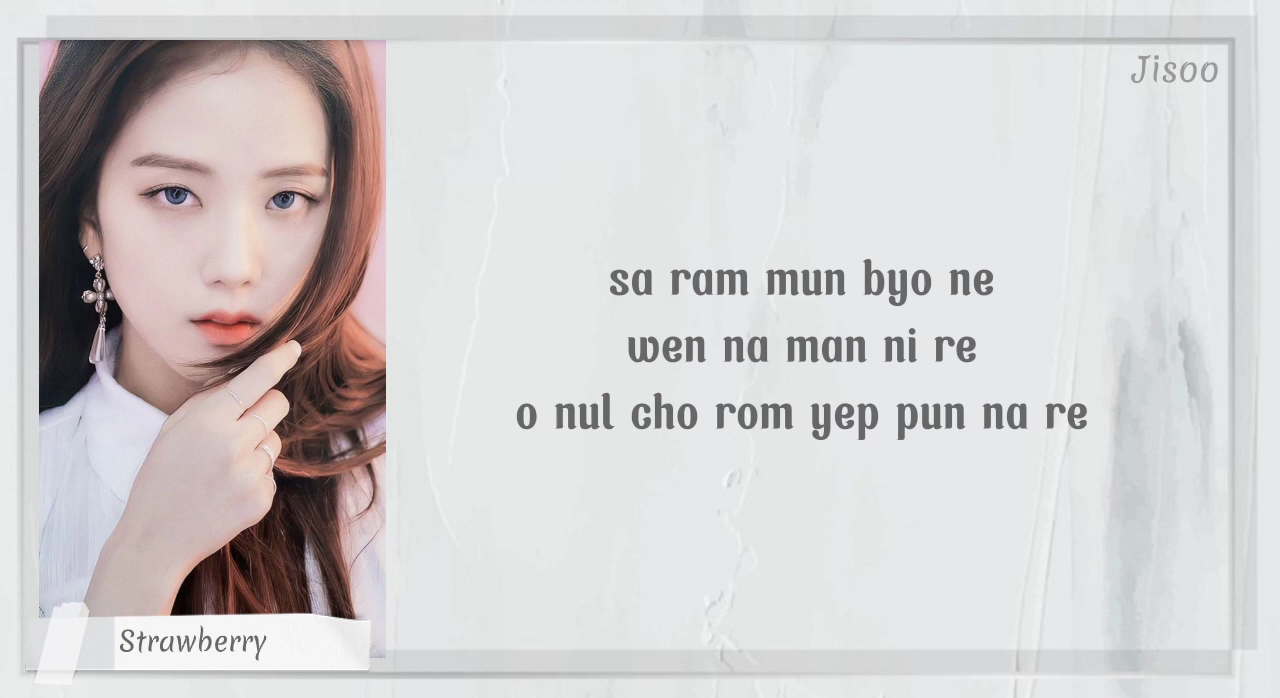 Jisoo
sa ram mun byo ne
wen na man ni re
o nul cho rom yep pun na re
Strawberry